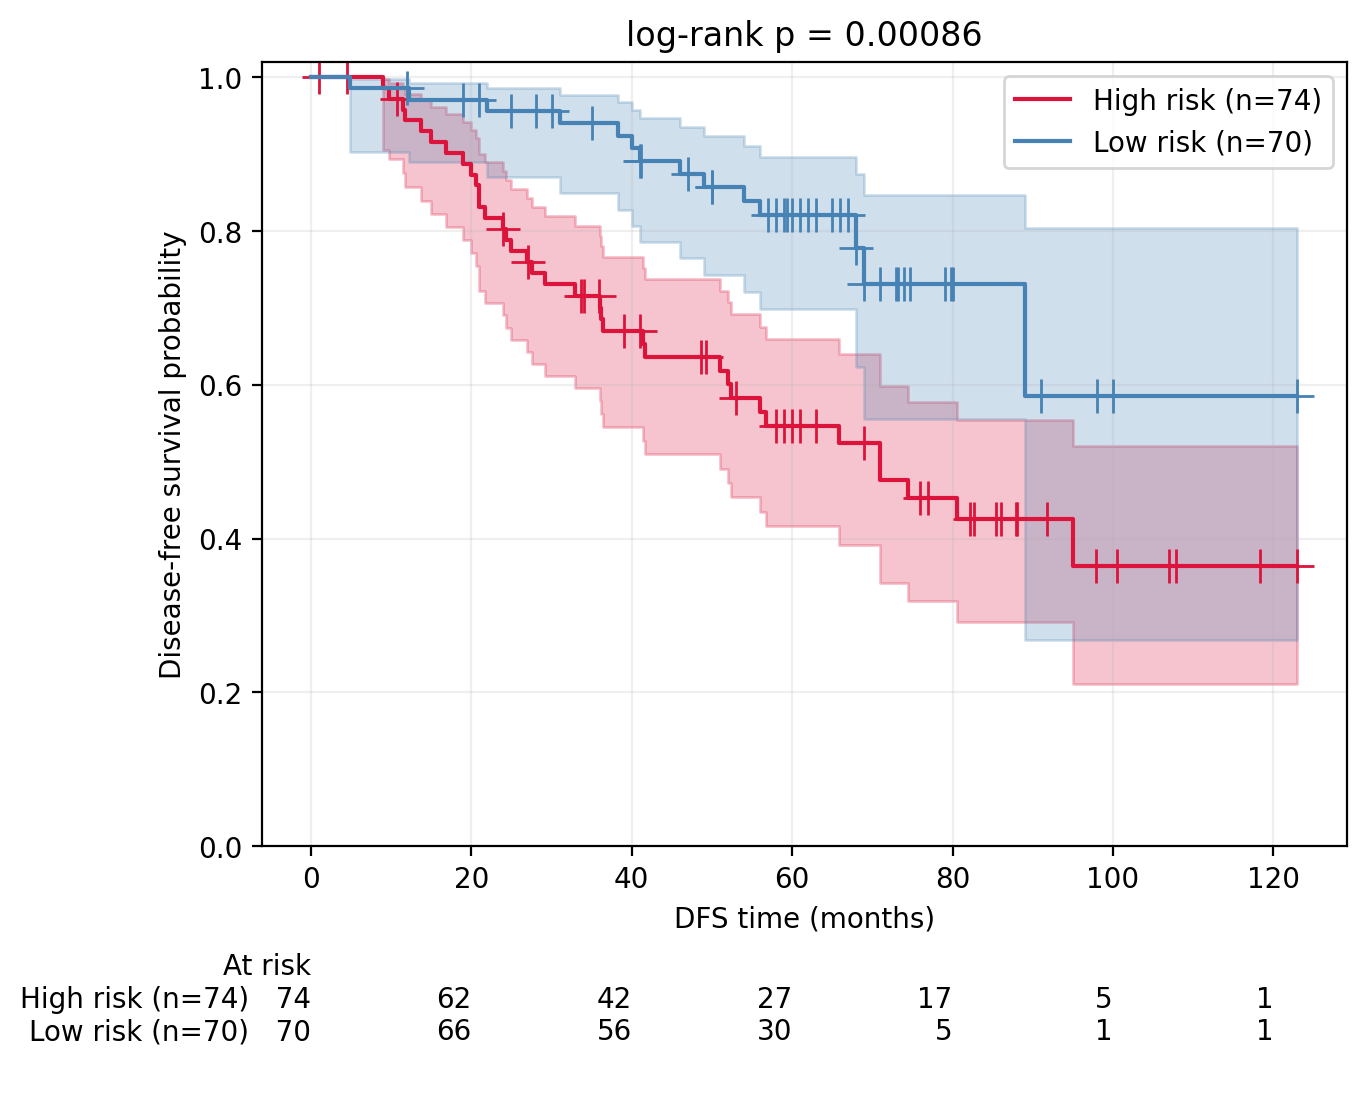 log-rank p = 0.00086
High risk (n=74)
Low risk (n=70)
Disease-free survival probability
1.0
0.8
0.6
0.4
0.2
0.0
0 20 40 60 80 100 120
DFS time (months)
At risk
High risk (n=74) 74 62 42 27 17 5 1
Low risk (n=70) 70 66 56 30 5 1 1